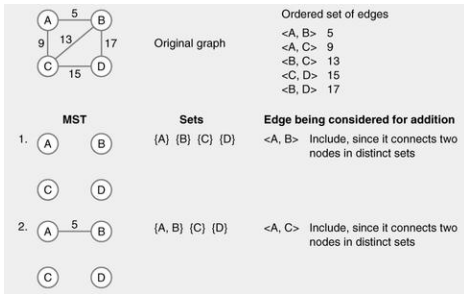 A 5 B
9 13 17
C 15 D
Original graph
Ordered set of edges
<A, B> 5
<A, C> 9
<B, C> 13
<C, D> 15
<B, D> 17
MST Sets Edge being considered for addition
1. A B {A} {B} {C} {D} <A, B> Include, since it connects two
nodes in distinct sets
C D
2. A 5 B {A, B} {C} {D} <A, C> Include, since it connects two
nodes in distinct sets
C D